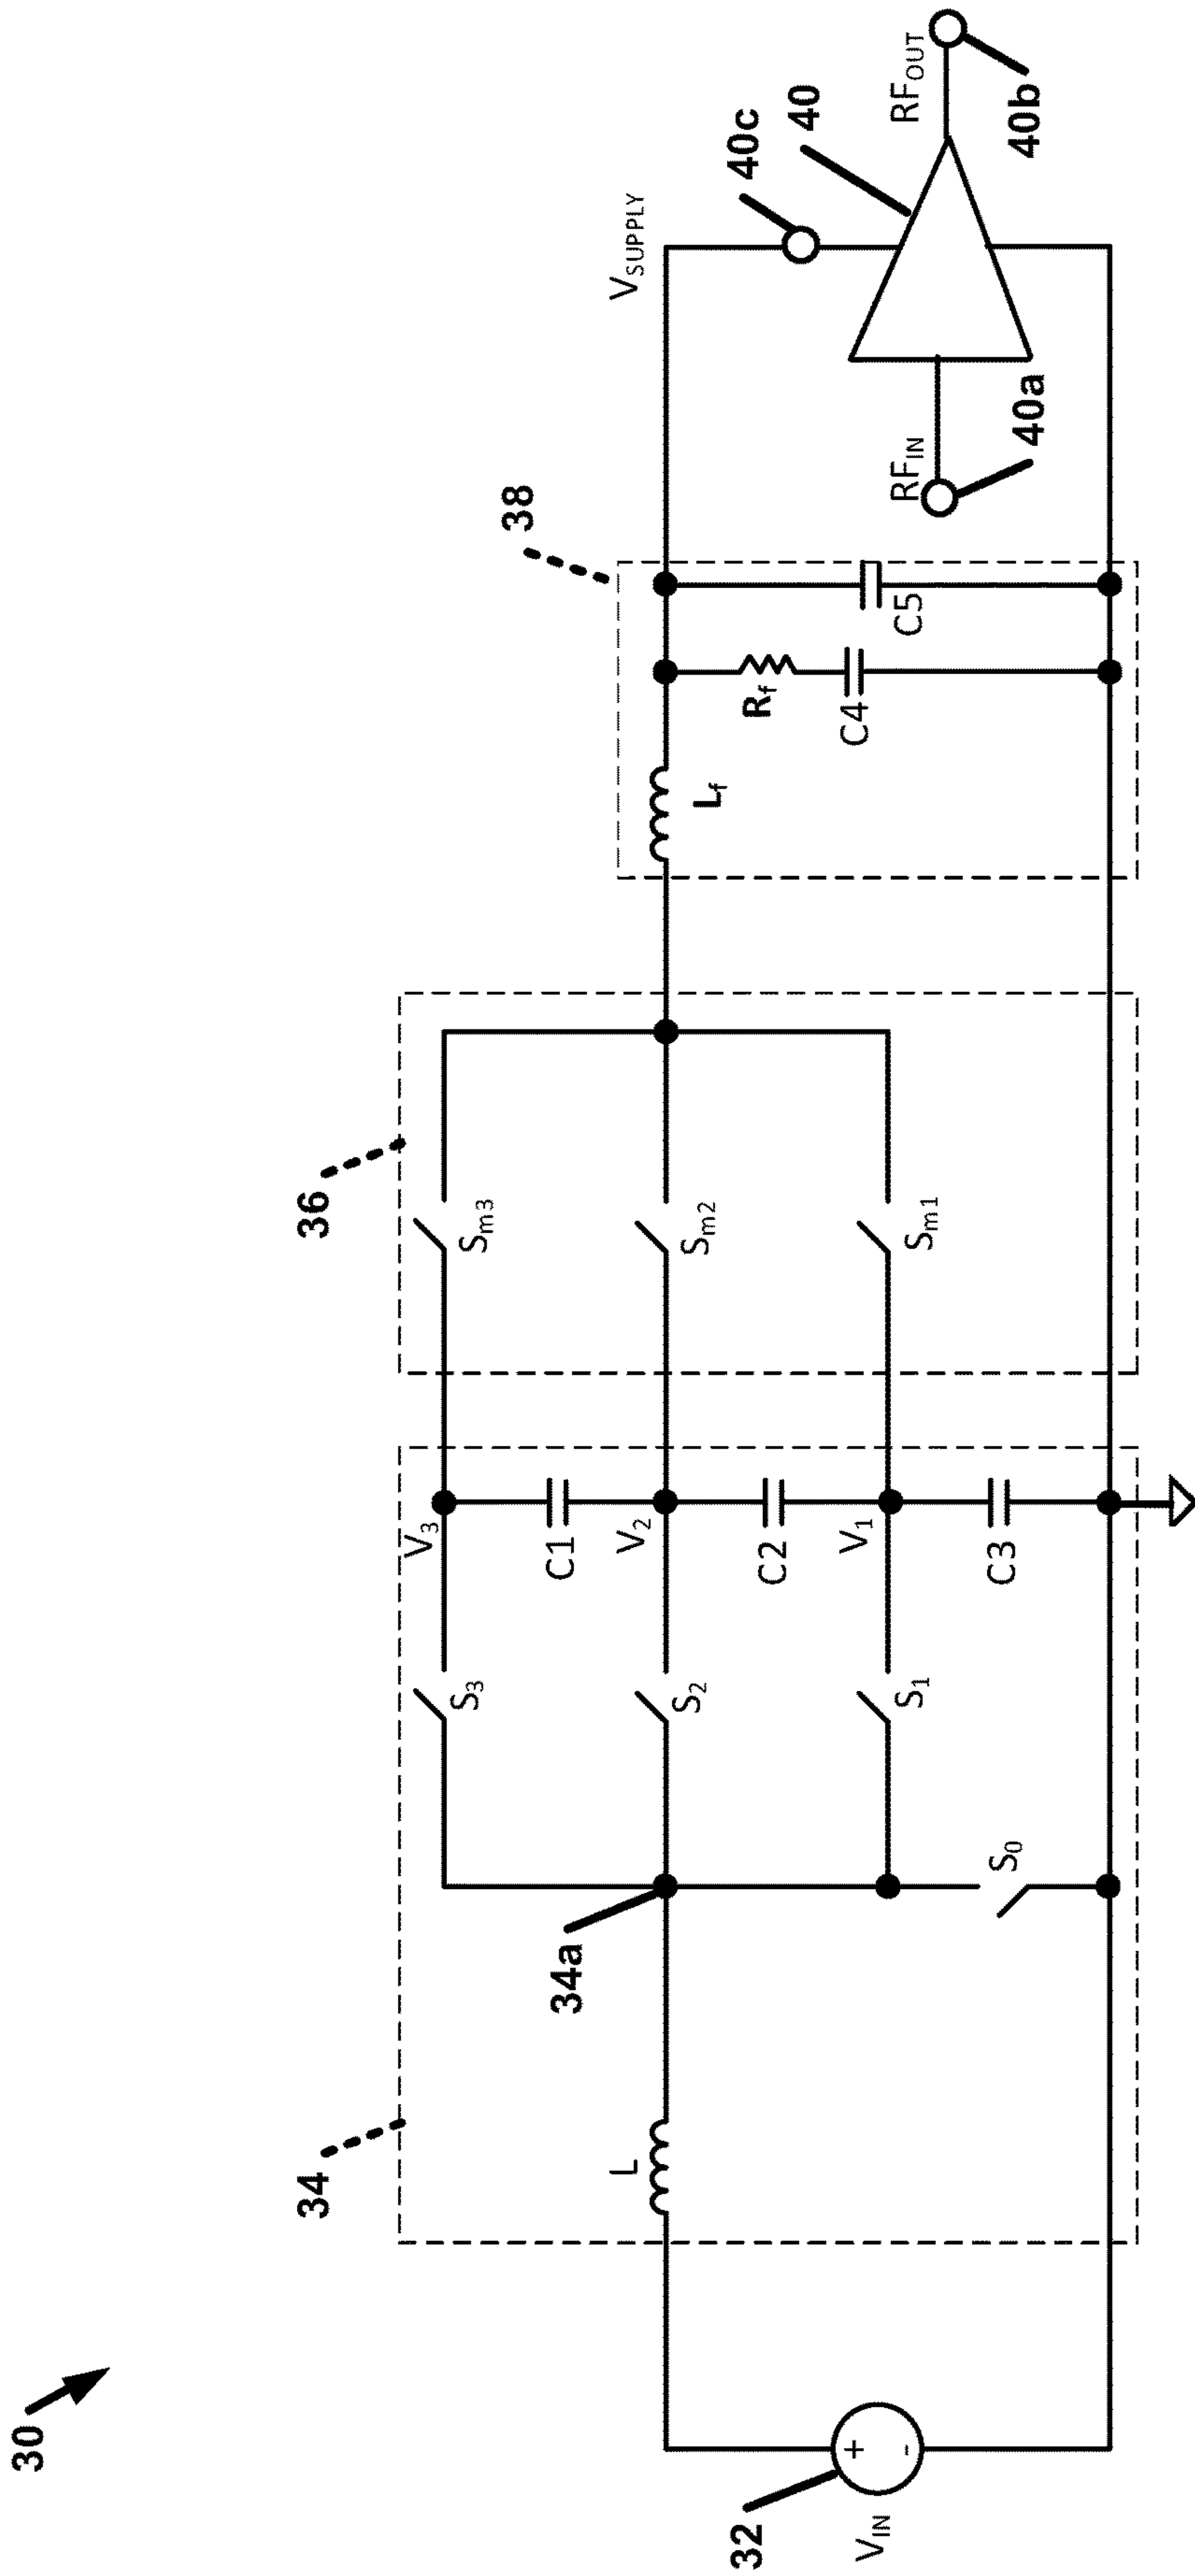 30
32
V_IN
+
-
34
L
34a
S_3
S_2
S_1
S_0
V_3
C1
V_2
C2
V_1
C3
36
S_m3
S_m2
S_m1
38
L_f
R_f
C4
C5
V_SUPPLY
40c
40
RF_IN
40a
RF_OUT
40b